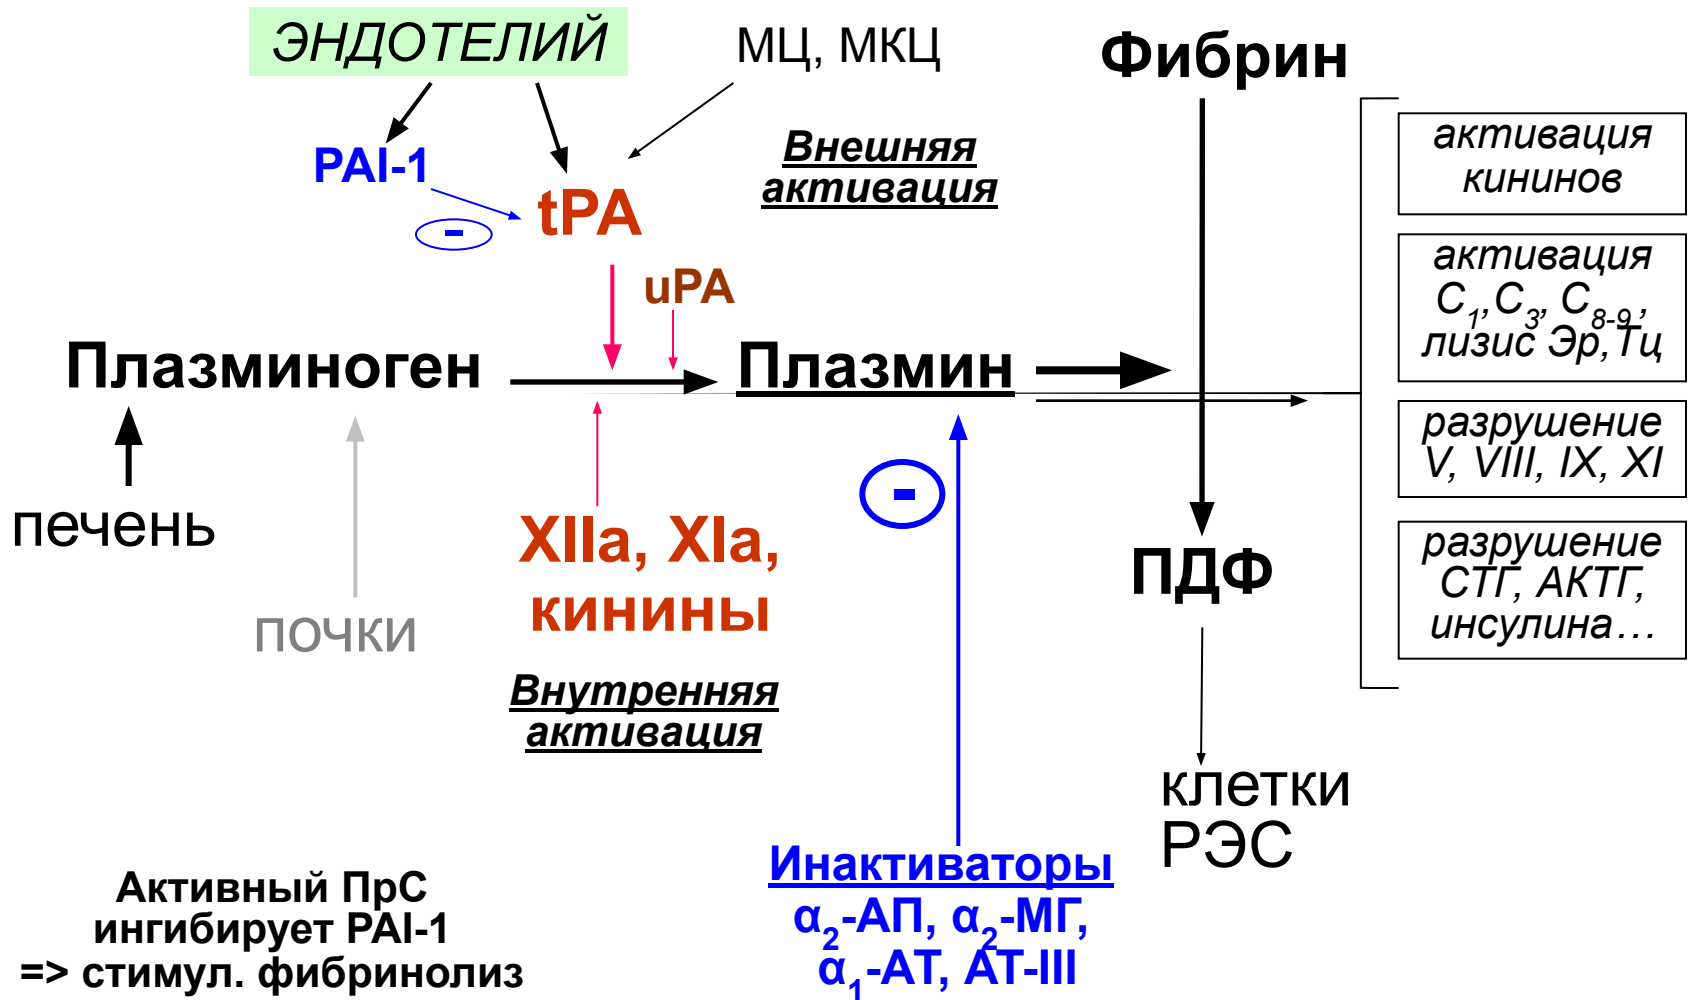 ЭНДОТЕЛИЙ
МЦ, МКЦ
Фибрин
PAI-1
-
tPA
Внешняя
активация
uPA
Плазминоген
Плазмин
печень
почки
XIIa, XIa,
кинины
Внутренняя
активация
-
ПДФ
клетки
РЭС
активация
кининов
активация
C₁, C₃, C₈₋₉,
лизис Эр,Тц
разрушение
V, VIII, IX, XI
разрушение
СТГ, АКТГ,
инсулина…
Активный ПрС
ингибирует PAI-1
=> стимул. фибринолиз
Инактиваторы
α₂-АП, α₂-МГ,
α₁-АТ, АТ-III